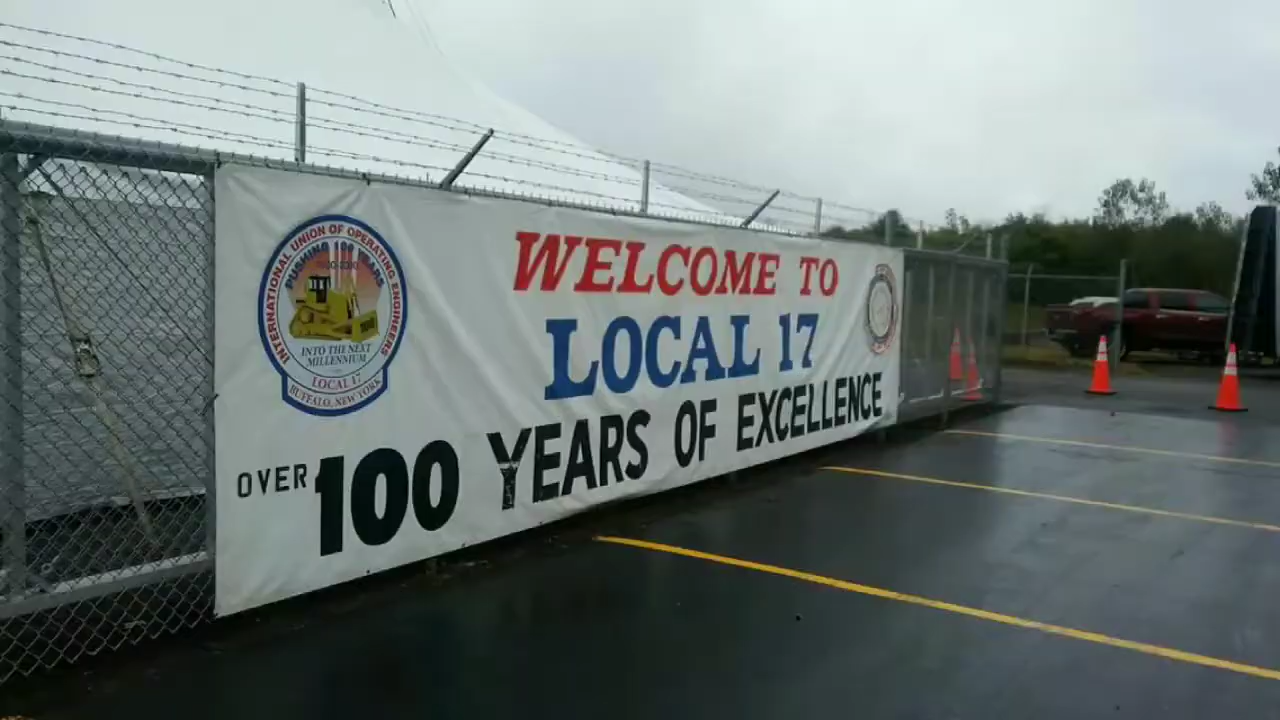 INTERNATIONAL UNION OF OPERATING ENGINEERS
PUSHING 100 YEARS
INTO THE NEXT
MILLENNIUM
LOCAL 17
BUFFALO, NEW YORK
WELCOME TO
LOCAL 17
OVER 100 YEARS OF EXCELLENCE